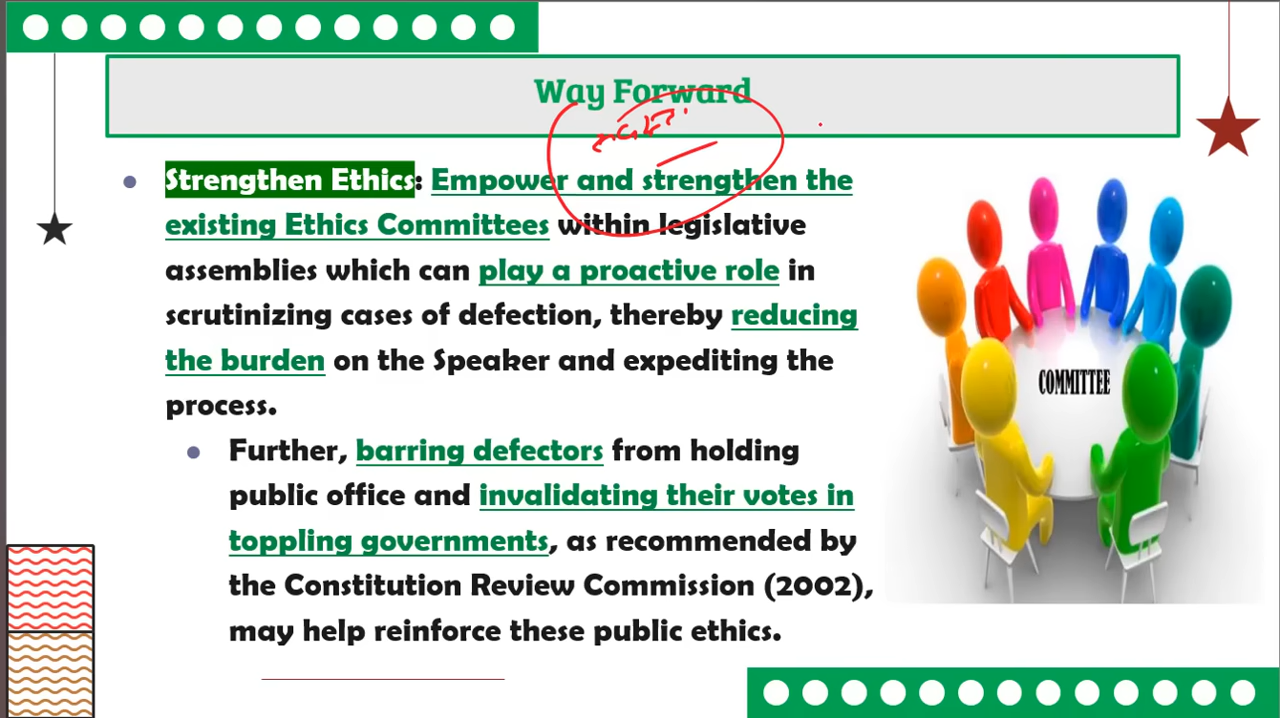 Way Forward
Strengthen Ethics: Empower and strengthen the
existing Ethics Committees within legislative
assemblies which can play a proactive role in
scrutinizing cases of defection, thereby reducing
the burden on the Speaker and expediting the
process.
Further, barring defectors from holding
public office and invalidating their votes in
toppling governments, as recommended by
the Constitution Review Commission (2002),
may help reinforce these public ethics.
COMMITTEE